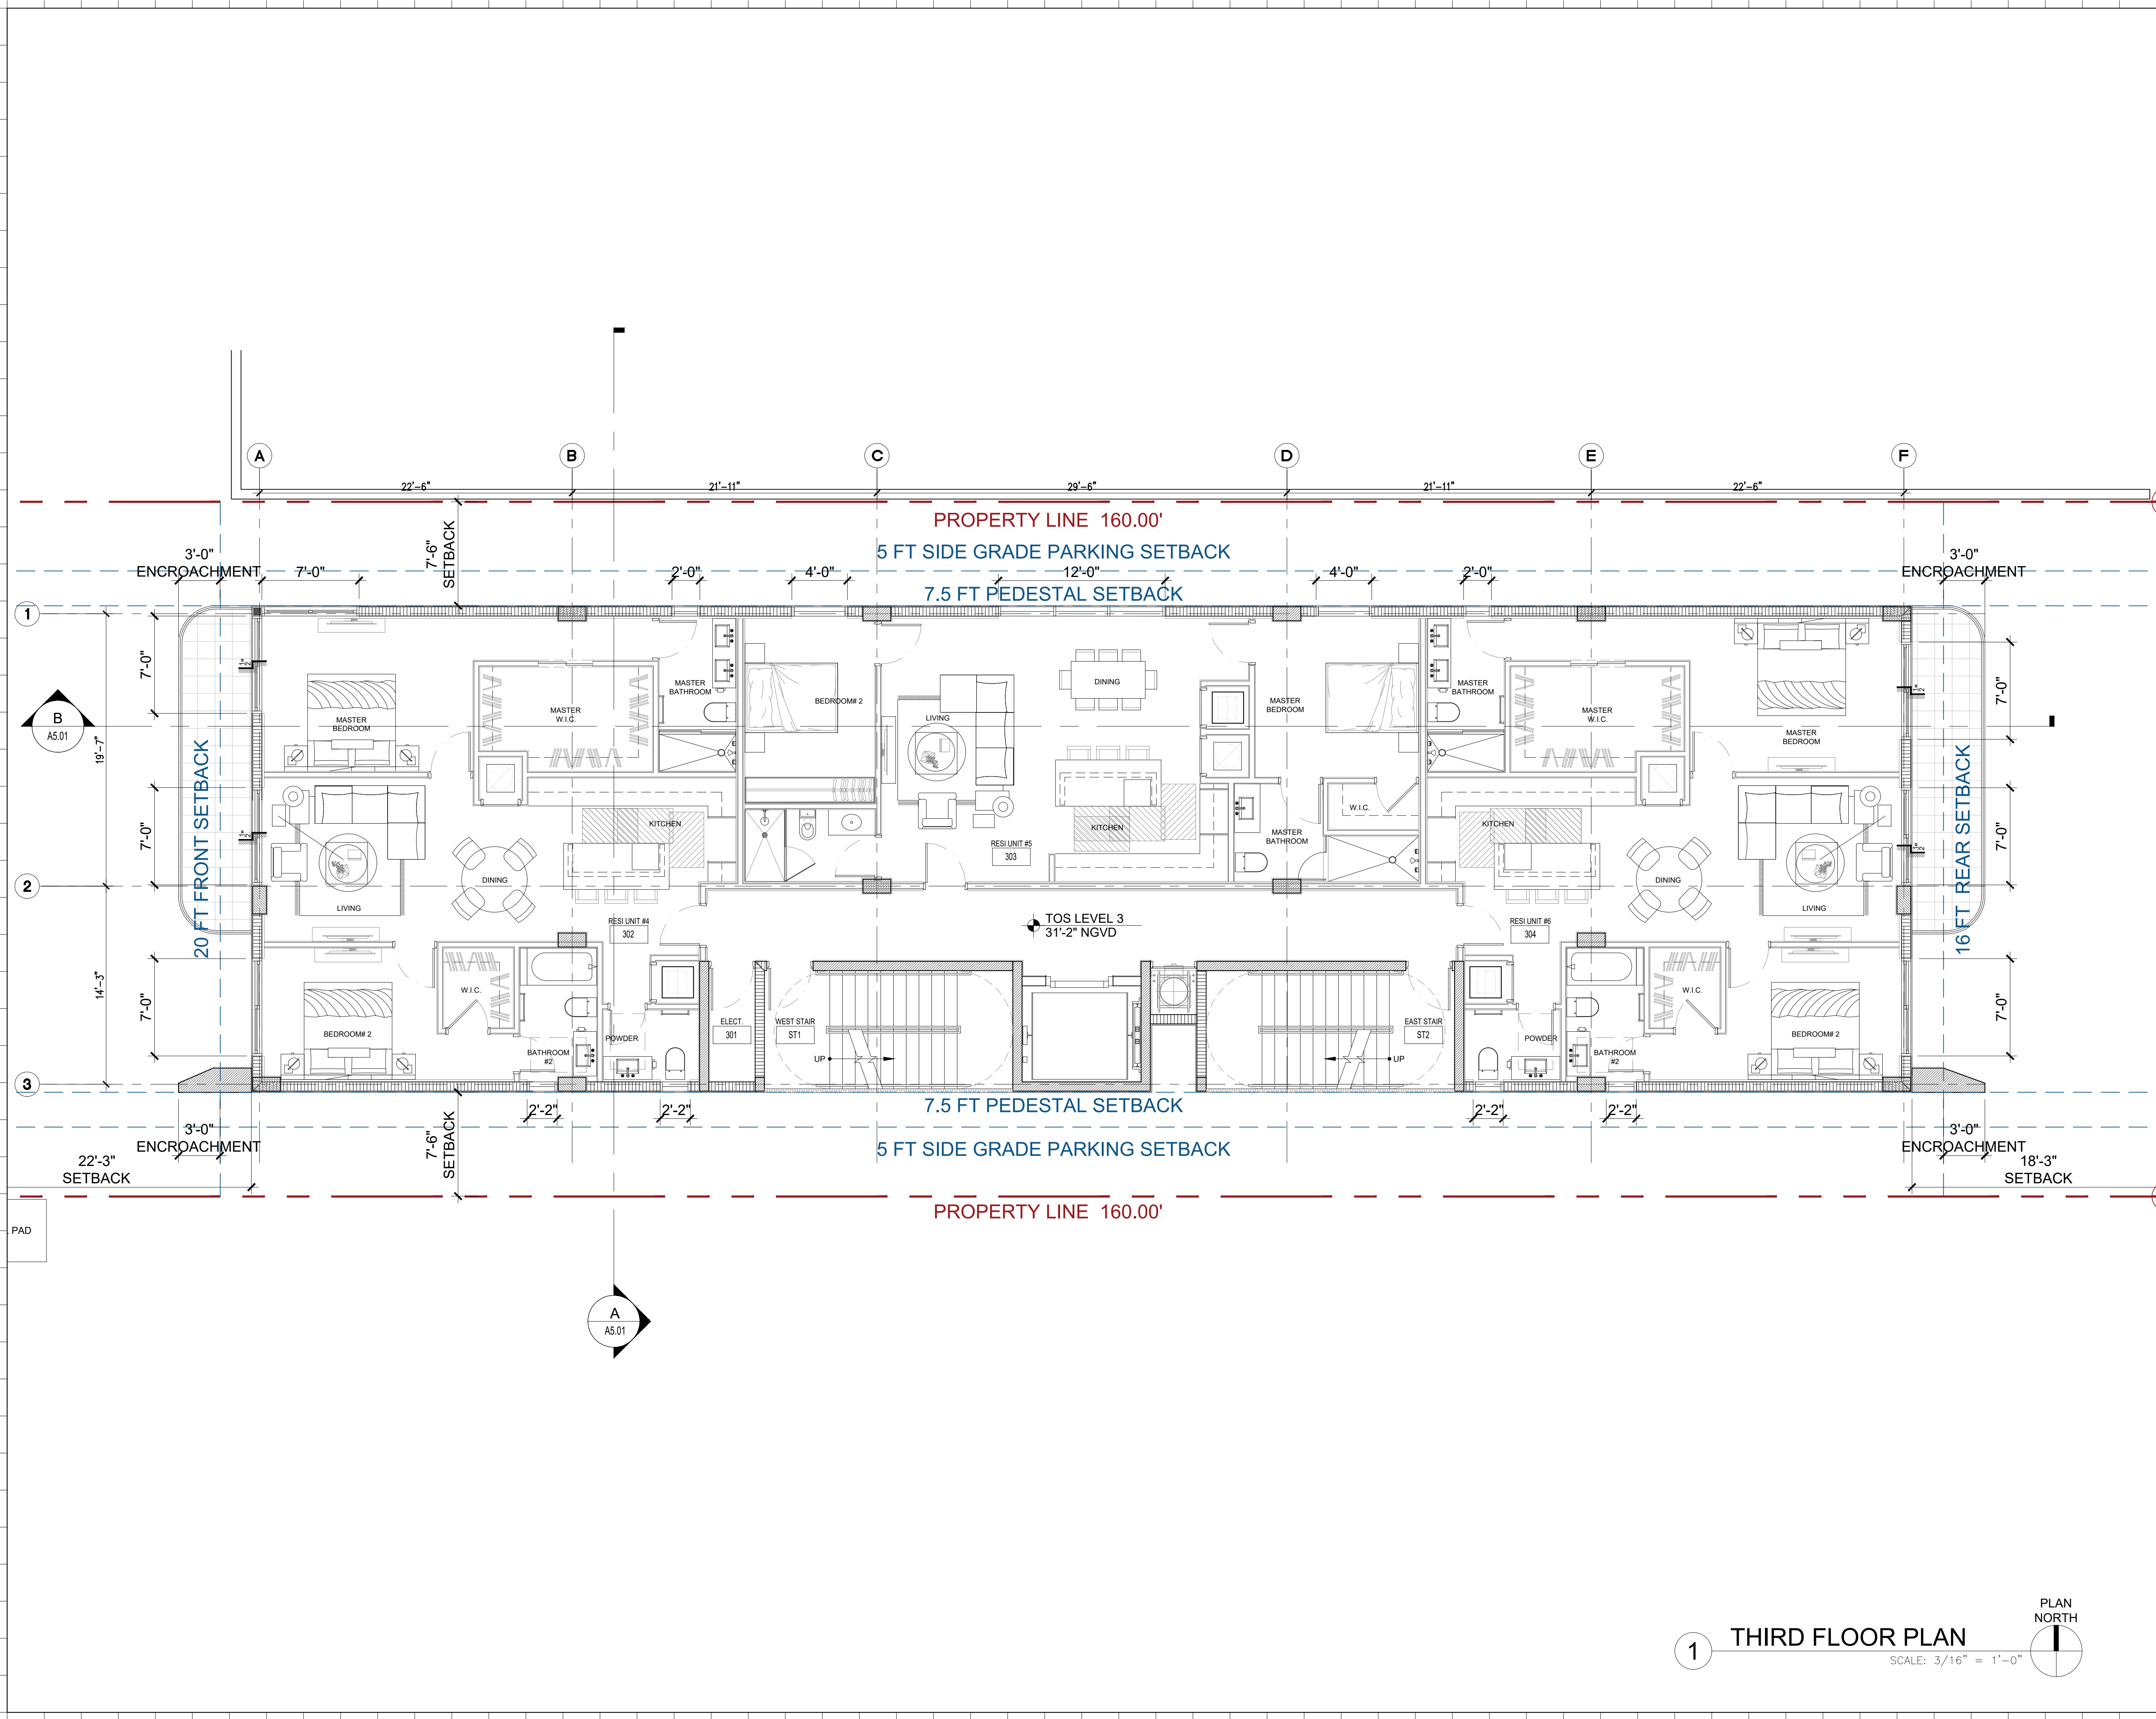 A
B
C
D
E
F
22'-6"
21'-11"
29'-6"
21'-11"
22'-6"
PROPERTY LINE 160.00'
5 FT SIDE GRADE PARKING SETBACK
7.5 FT PEDESTAL SETBACK
3'-0"
ENCROACHMENT
7'-0"
7'-6"
SETBACK
2'-0"
4'-0"
12'-0"
4'-0"
2'-0"
3'-0"
ENCROACHMENT
1
2
3
7'-0"
7'-0"
7'-0"
19'-7"
14'-3"
B
A5.01
20 FT FRONT SETBACK
1"
2
1"
2
MASTER
BEDROOM
MASTER
W.I.C.
MASTER
BATHROOM
BEDROOM# 2
LIVING
DINING
MASTER
BEDROOM
MASTER
BATHROOM
MASTER
W.I.C.
MASTER
BEDROOM
1"
2
1"
2
7'-0"
7'-0"
7'-0"
16 FT REAR SETBACK
KITCHEN
KITCHEN
RESI UNIT #5
303
MASTER
BATHROOM
W.I.C.
KITCHEN
DINING
LIVING
DINING
LIVING
RESI UNIT #4
302
TOS LEVEL 3
31'-2" NGVD
RESI UNIT #6
304
W.I.C.
BEDROOM# 2
BATHROOM
#2
POWDER
ELECT.
301
WEST STAIR
ST1
UP
EAST STAIR
ST2
UP
POWDER
BATHROOM
#2
W.I.C.
BEDROOM# 2
7.5 FT PEDESTAL SETBACK
2'-2"
2'-2"
2'-2"
2'-2"
3'-0"
ENCROACHMENT
7'-6"
SETBACK
5 FT SIDE GRADE PARKING SETBACK
3'-0"
ENCROACHMENT
22'-3"
SETBACK
18'-3"
SETBACK
PROPERTY LINE 160.00'
PAD
A
A5.01
PLAN
NORTH
1
THIRD FLOOR PLAN
SCALE: 3/16" = 1'-0"